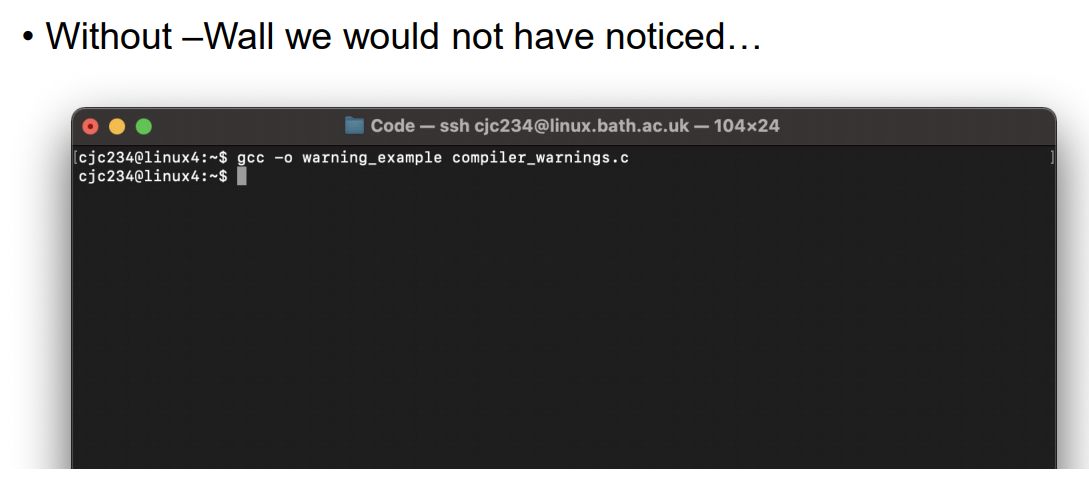 • Without –Wall we would not have noticed…
Code — ssh cjc234@linux.bath.ac.uk — 104×24
[cjc234@linux4:~$ gcc -o warning_example compiler_warnings.c ]
cjc234@linux4:~$